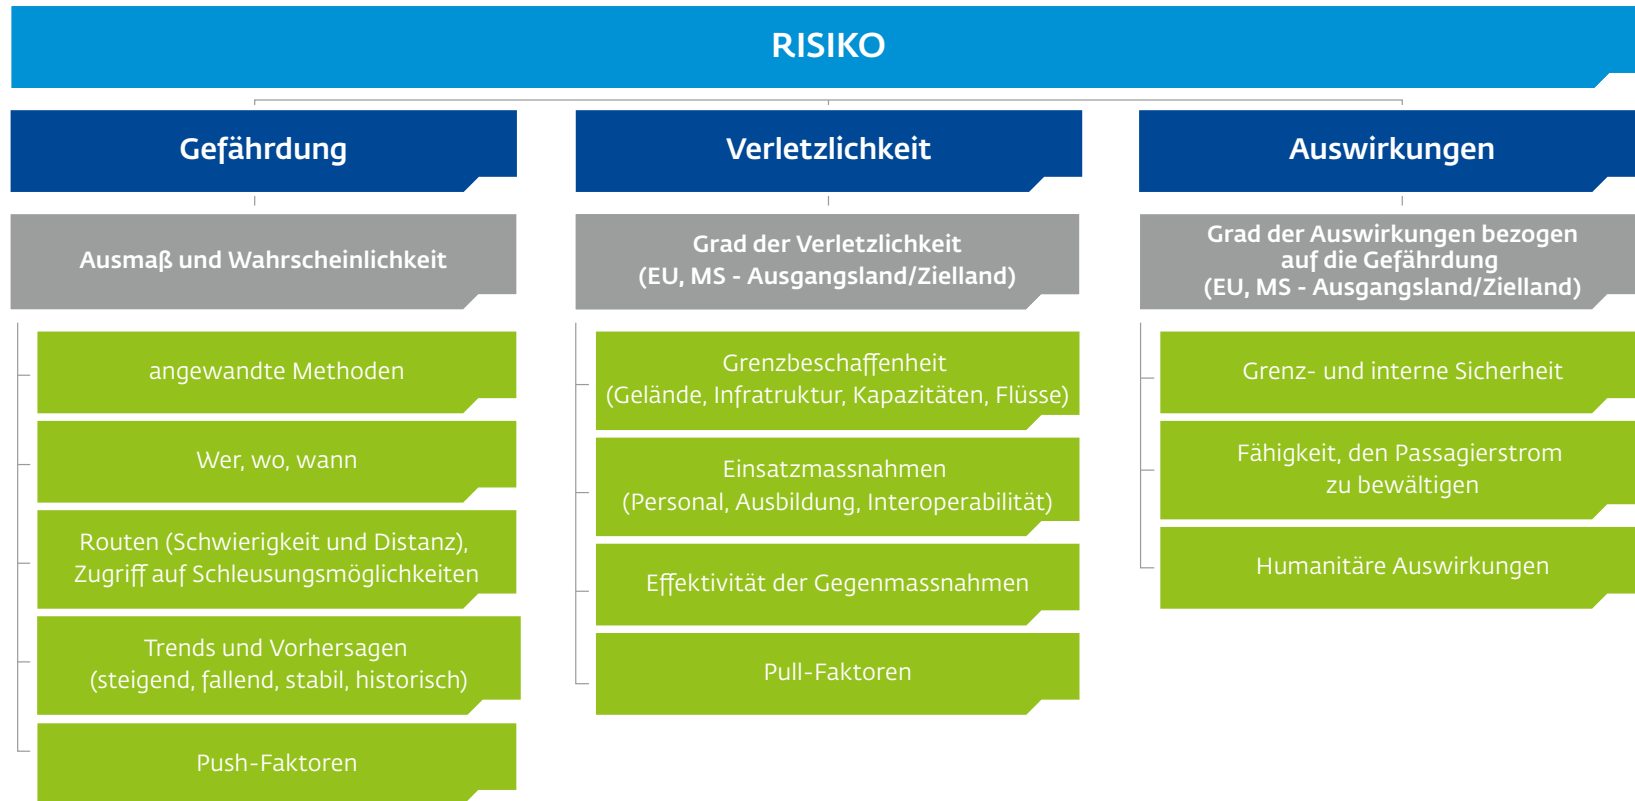 RISIKO
Gefährdung
Ausmaß und Wahrscheinlichkeit
angewandte Methoden
Wer, wo, wann
Routen (Schwierigkeit und Distanz),
Zugriff auf Schleusungsmöglichkeiten
Trends und Vorhersagen
(steigend, fallend, stabil, historisch)
Push-Faktoren
Verletzlichkeit
Grad der Verletzlichkeit
(EU, MS - Ausgangsland/Zielland)
Grenzbeschaffenheit
(Gelände, Infratruktur, Kapazitäten, Flüsse)
Einsatzmassnahmen
(Personal, Ausbildung, Interoperabilität)
Effektivität der Gegenmassnahmen
Pull-Faktoren
Auswirkungen
Grad der Auswirkungen bezogen
auf die Gefährdung
(EU, MS - Ausgangsland/Zielland)
Grenz- und interne Sicherheit
Fähigkeit, den Passagierstrom
zu bewältigen
Humanitäre Auswirkungen